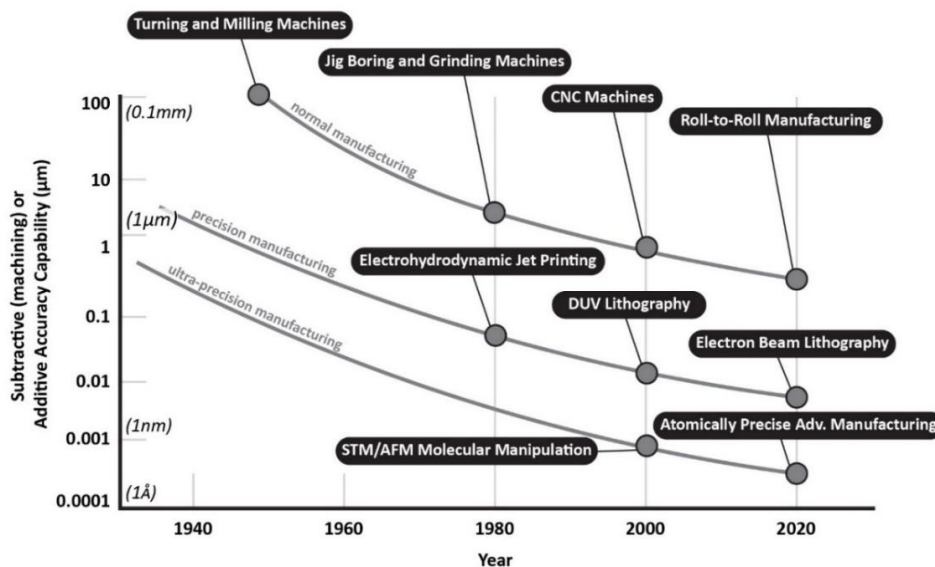 Turning and Milling Machines
Jig Boring and Grinding Machines
CNC Machines
Roll-to-Roll Manufacturing
100 (0.1mm)
normal manufacturing
10
(1µm)
precision manufacturing
1
Electrohydrodynamic Jet Printing
ultra-precision manufacturing
DUV Lithography
0.1
Electron Beam Lithography
0.01
(1nm)
Atomically Precise Adv. Manufacturing
0.001
STM/AFM Molecular Manipulation
0.0001 (1Å)
Subtractive (machining) or
Additive Accuracy Capability (µm)
1940 1960 1980 2000 2020
Year